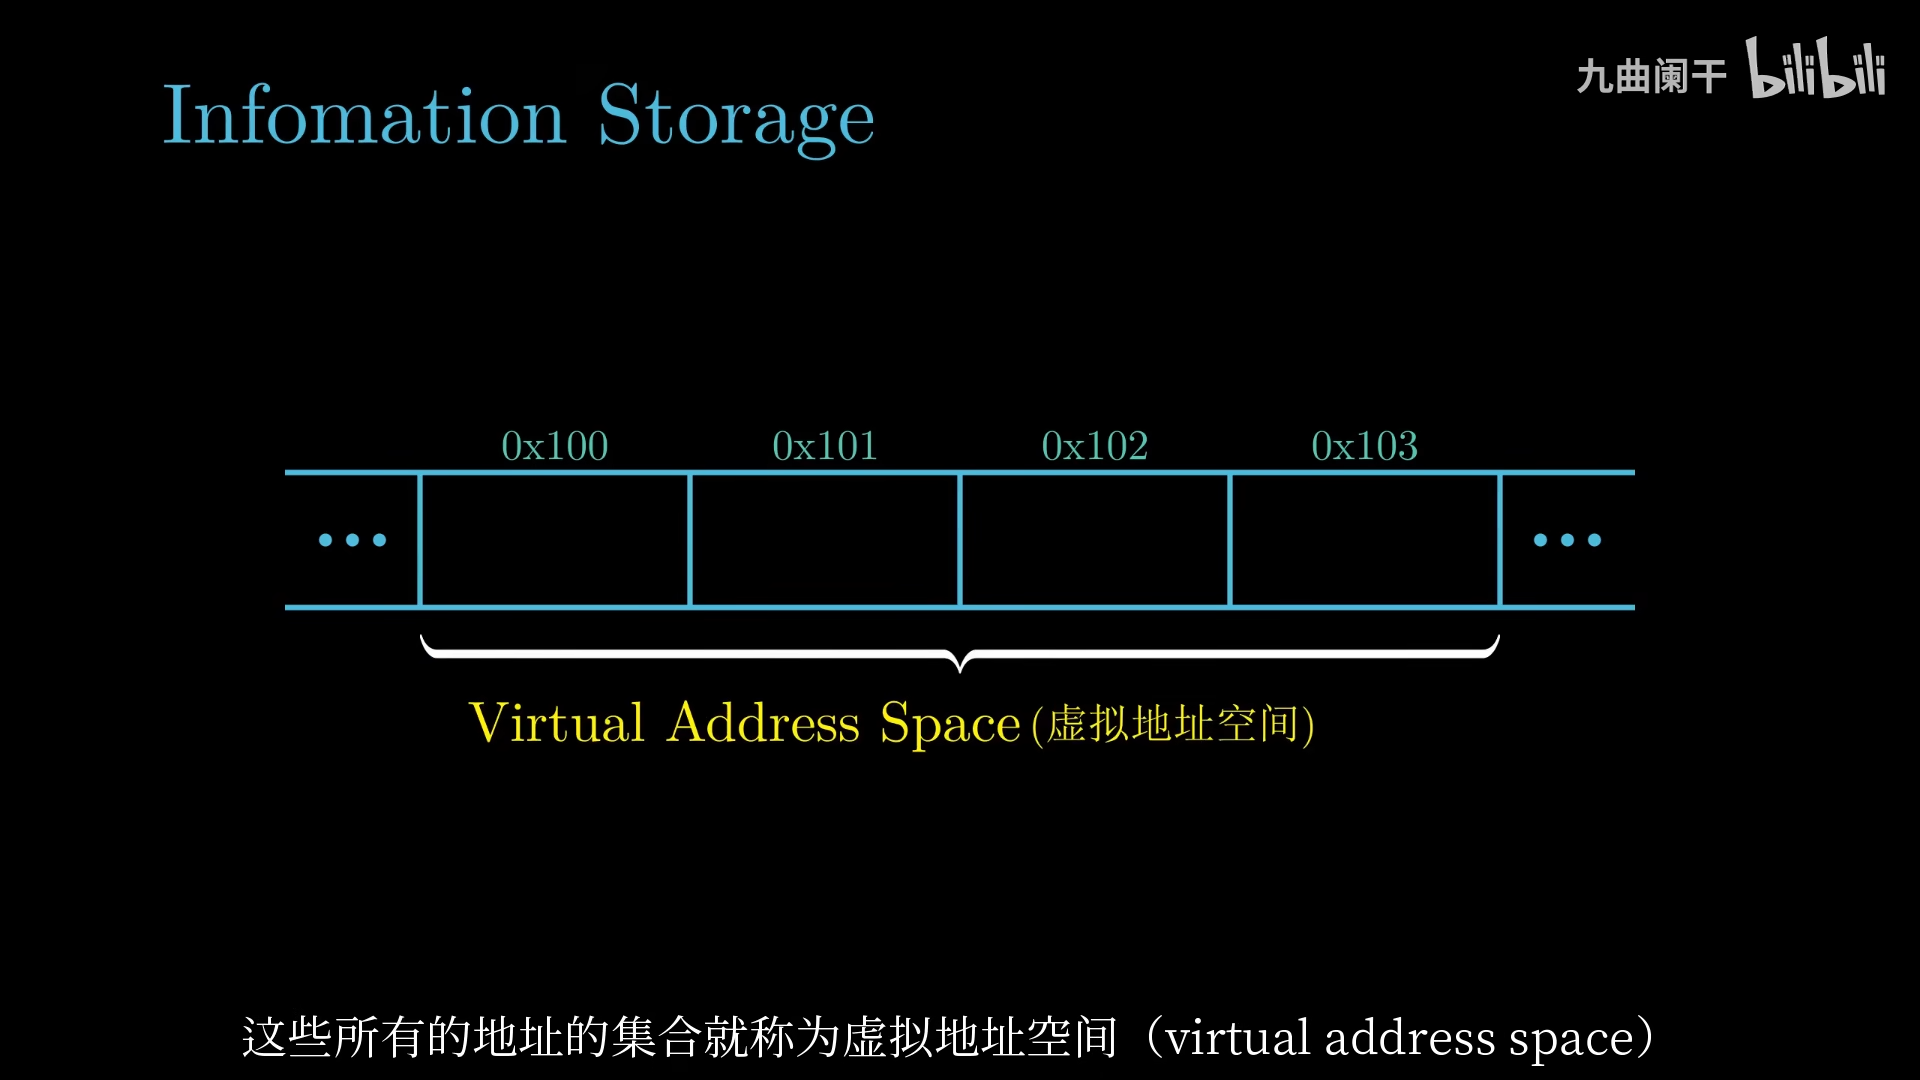 九曲阑干 bilibili
Infomation Storage
0x100 0x101 0x102 0x103
Virtual Address Space (虚拟地址空间)
这些所有的地址的集合就称为虚拟地址空间（virtual address space）